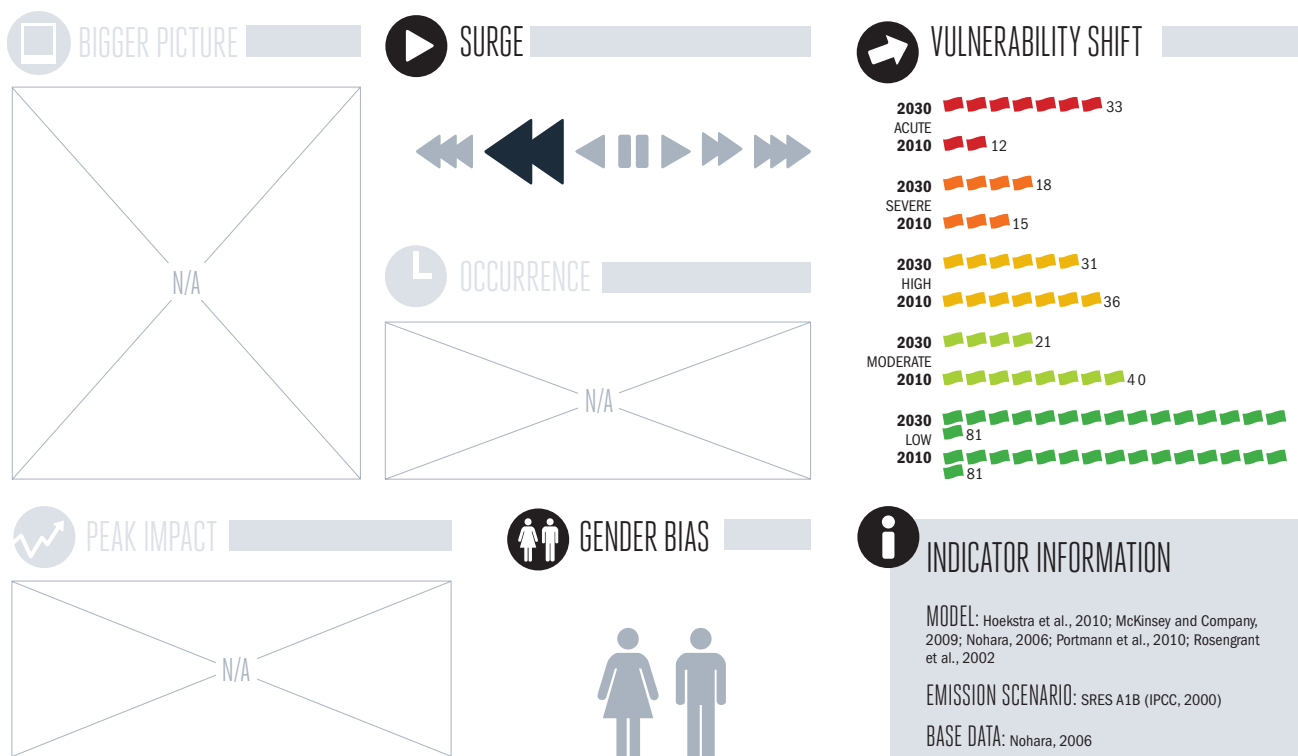 BIGGER PICTURE
N/A
SURGE
OCCURRENCE
N/A
VULNERABILITY SHIFT
2030 33
ACUTE
2010 12
2030 18
SEVERE
2010 15
2030 31
HIGH
2010 36
2030 21
MODERATE
2010 40
2030
81
LOW
2010
81
PEAK IMPACT
N/A
GENDER BIAS
INDICATOR INFORMATION
MODEL: Hoekstra et al., 2010; McKinsey and Company,
2009; Nohara, 2006; Portmann et al., 2010; Rosengrant
et al., 2002
EMISSION SCENARIO: SRES A1B (IPCC, 2000)
BASE DATA: Nohara, 2006